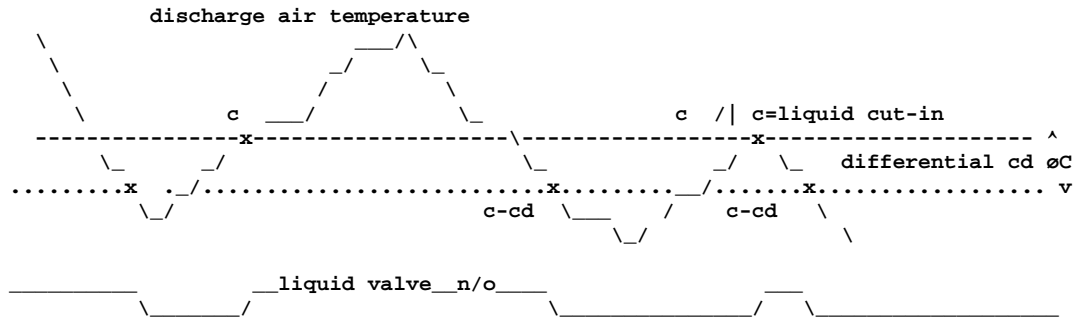 discharge air temperature
c c c=liquid cut-in
x x
differential cd øC
x x x
c-cd c-cd
liquid valve n/o